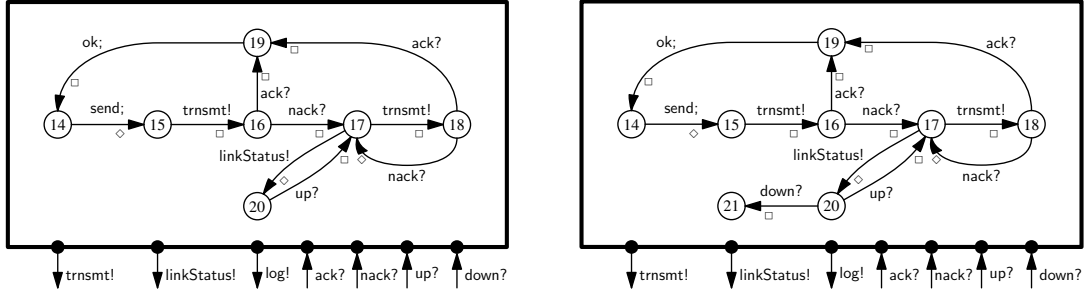 19
ok;
ack?
□
□
□
ack?
send;
trnsmt!
nack?
trnsmt!
14
15
16
17
18
◇
□
□
□
linkStatus!
◇
□
◇
nack?
up?
20
trnsmt!
linkStatus!
log!
ack?
nack?
up?
down?
19
ok;
ack?
□
□
□
ack?
send;
trnsmt!
nack?
trnsmt!
14
15
16
17
18
◇
□
□
□
linkStatus!
◇
□
◇
nack?
down?
up?
21
20
□
trnsmt!
linkStatus!
log!
ack?
nack?
up?
down?